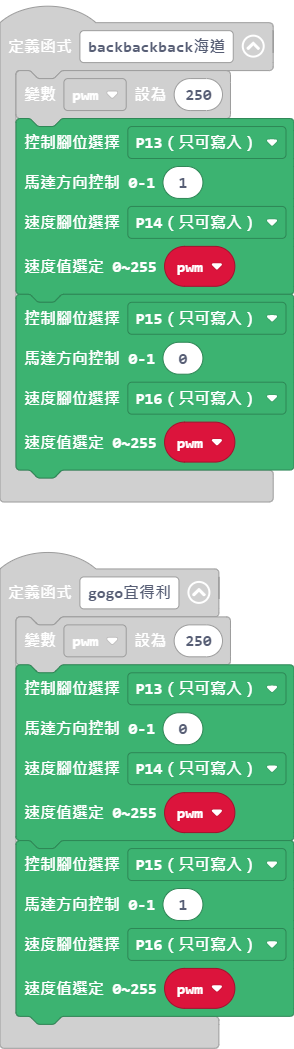 定義函式 backbackback海道
變數 pwm 設為 250
控制腳位選擇 P13 (只可寫入)
馬達方向控制 0-1 1
速度腳位選擇 P14 (只可寫入)
速度值選定 0~255 pwm
控制腳位選擇 P15 (只可寫入)
馬達方向控制 0-1 0
速度腳位選擇 P16 (只可寫入)
速度值選定 0~255 pwm
定義函式 gogo宜得利
變數 pwm 設為 250
控制腳位選擇 P13 (只可寫入)
馬達方向控制 0-1 0
速度腳位選擇 P14 (只可寫入)
速度值選定 0~255 pwm
控制腳位選擇 P15 (只可寫入)
馬達方向控制 0-1 1
速度腳位選擇 P16 (只可寫入)
速度值選定 0~255 pwm